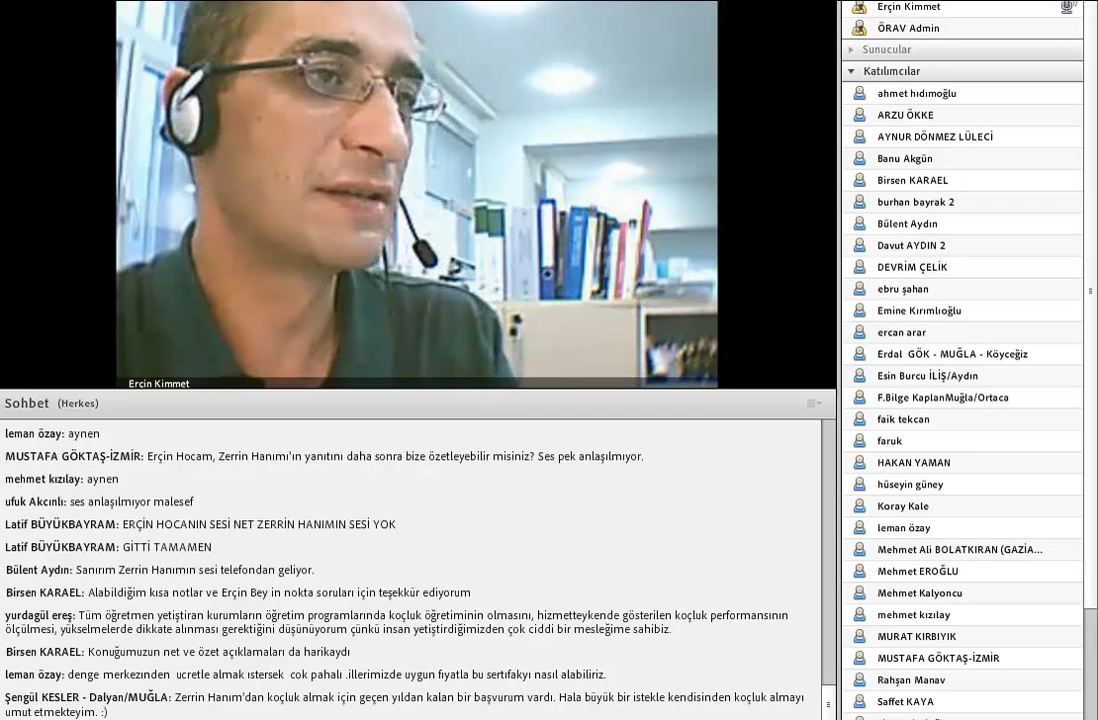 Erçin Kimmet
ÖRAV Admin
Sunucular
Katılımcılar
ahmet hıdımoğlu
ARZU ÖKKE
AYNUR DÖNMEZ LÜLECİ
Banu Akgün
Birsen KARAEL
burhan bayrak 2
Bülent Aydın
Davut AYDIN 2
DEVRİM ÇELİK
ebru şahan
Emine Kırımlıoğlu
ercan arar
Erdal GÖK - MUĞLA - Köyceğiz
Esin Burcu İLİŞ/Aydın
F.Bilge KaplanMuğla/Ortaca
faik tekcan
faruk
HAKAN YAMAN
hüseyin güney
Koray Kale
leman özay
Mehmet Ali BOLATKIRAN (GAZİA...
Mehmet EROĞLU
Mehmet Kalyoncu
mehmet kızılay
MURAT KIRBIYIK
MUSTAFA GÖKTAŞ-İZMİR
Rahşan Manav
Saffet KAYA
Erçin Kimmet
Sohbet (Herkes)
leman özay: aynen
MUSTAFA GÖKTAŞ-İZMİR: Erçin Hocam, Zerrin Hanımı'ın yanıtını daha sonra bize özetleyebilir misiniz? Ses pek anlaşılmıyor.
mehmet kızılay: aynen
ufuk Akcınlı: ses anlaşılmıyor malesef
Latif BÜYÜKBAYRAM: ERÇİN HOCANIN SESİ NET ZERRİN HANIMIN SESİ YOK
Latif BÜYÜKBAYRAM: GİTTİ TAMAMEN
Bülent Aydın: Sanırım Zerrin Hanımın sesi telefondan geliyor.
Birsen KARAEL: Alabildiğim kısa notlar ve Erçin Bey in nokta soruları için teşekkür ediyorum
yurdagül ereş: Tüm öğretmen yetiştiran kurumların öğretim programlarında koçluk öğretiminin olmasını, hizmetteykende gösterilen koçluk performansının
ölçülmesi, yükselmelerde dikkate alınması gerektiğini düşünüyorum çünkü insan yetiştirdiğimizden çok ciddi bir mesleğime sahibiz.
Birsen KARAEL: Konuğumuzun net ve özet açıklamaları da harikaydı
leman özay: denge merkezınden ucretle almak ıstersek cok pahalı .illerimizde uygun fiyatla bu sertıfakyı nasıl alabiliriz.
Şengül KESLER - Dalyan/MUĞLA: Zerrin Hanım'dan koçluk almak için geçen yıldan kalan bir başvurum vardı. Hala büyük bir istekle kendisinden koçluk almayı
umut etmekteyim. :)